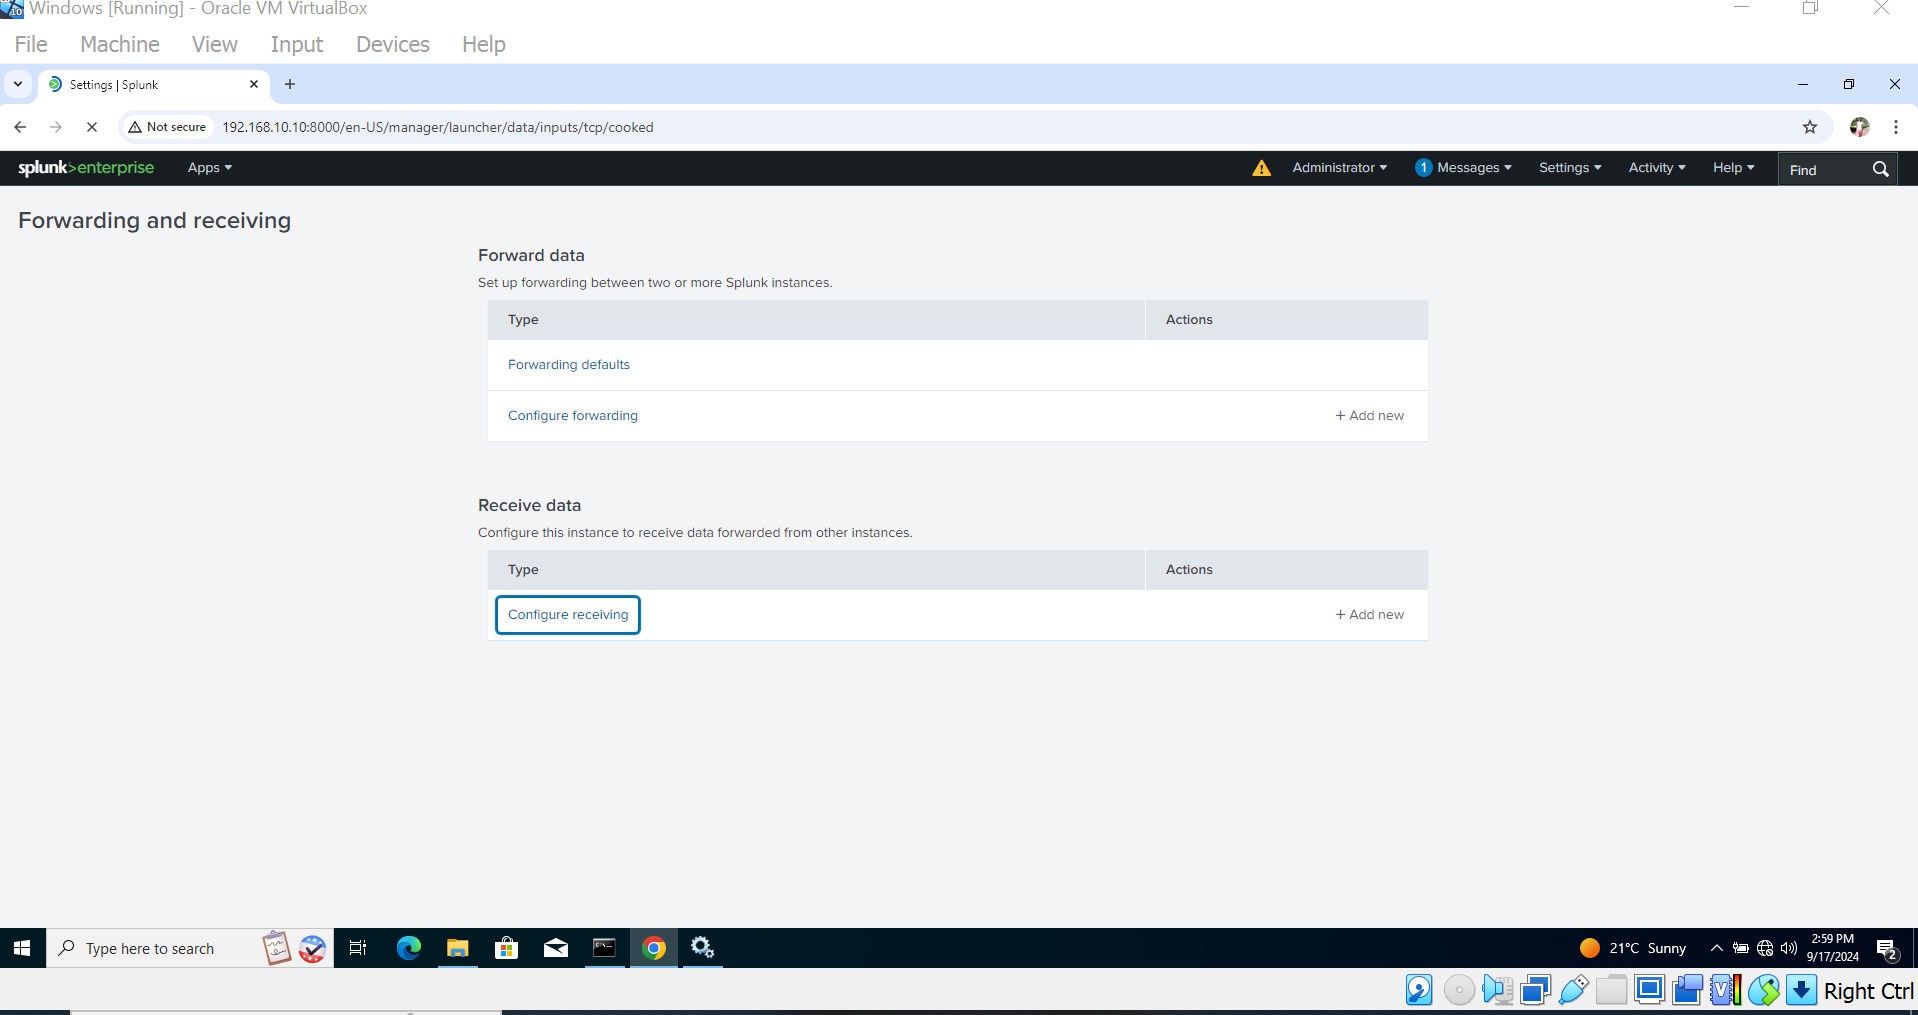 Windows [Running] - Oracle VM VirtualBox
File Machine View Input Devices Help
Settings | Splunk
Not secure 192.168.10.10:8000/en-US/manager/launcher/data/inputs/tcp/cooked
splunk>enterprise Apps Administrator 1 Messages Settings Activity Help Find
Forwarding and receiving
Forward data
Set up forwarding between two or more Splunk instances.
Type Actions
Forwarding defaults
Configure forwarding + Add new
Receive data
Configure this instance to receive data forwarded from other instances.
Type Actions
Configure receiving + Add new
Type here to search 21°C Sunny 2:59 PM
9/17/2024 2
Right Ctrl